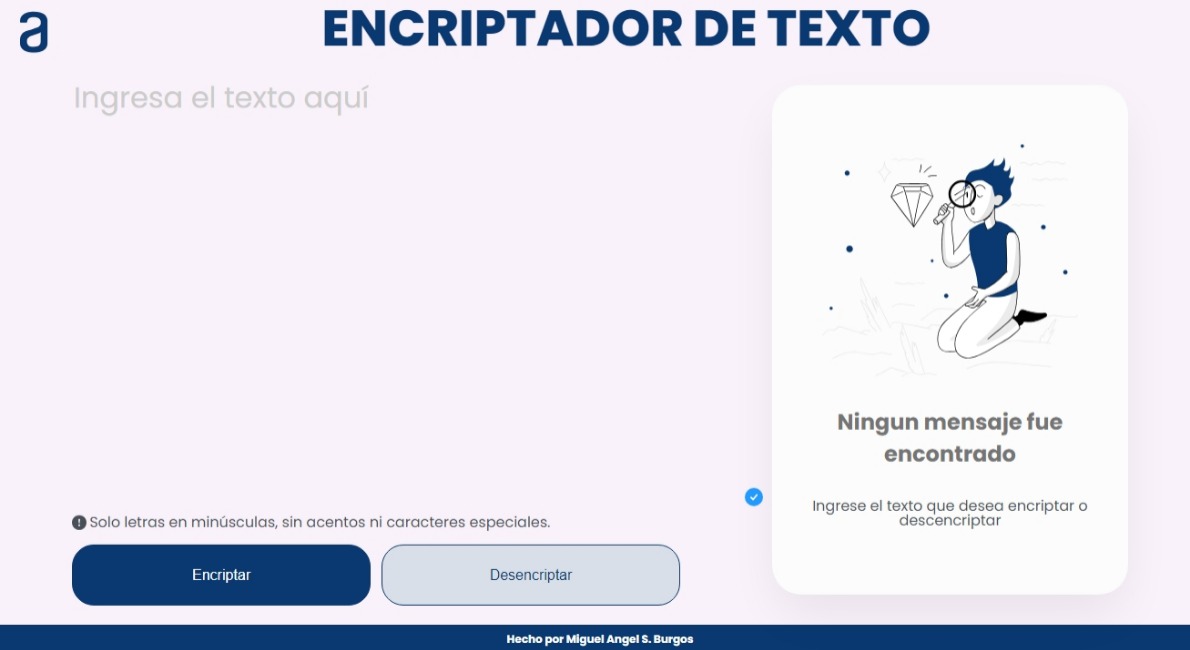 a
ENCRIPTADOR DE TEXTO
Ingresa el texto aquí
Solo letras en minúsculas, sin acentos ni caracteres especiales.
Encriptar
Desencriptar
Ningun mensaje fue
encontrado
Ingrese el texto que desea encriptar o
descencriptar
Hecho por Miguel Angel S. Burgos